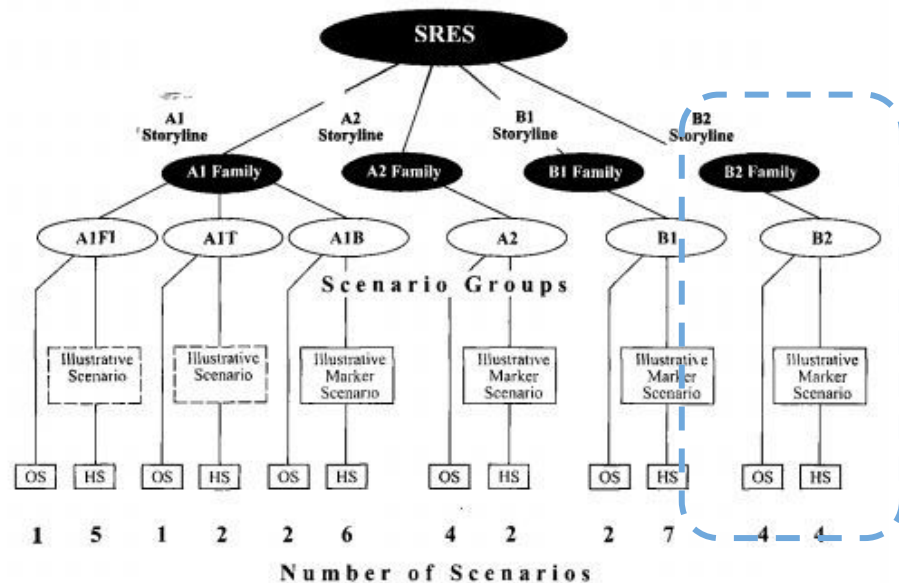 SRES
A1 Storyline
A2 Storyline
B1 Storyline
B2 Storyline
A1 Family
A2 Family
B1 Family
B2 Family
A1FI
A1T
A1B
A2
B1
B2
Scenario Groups
Illustrative Scenario
Illustrative Scenario
Illustrative Marker Scenario
Illustrative Marker Scenario
Illustrative Marker Scenario
Illustrative Marker Scenario
OS HS OS HS OS HS OS HS OS HS OS HS
1 5 1 2 2 6 4 2 2 7 4 4
Number of Scenarios